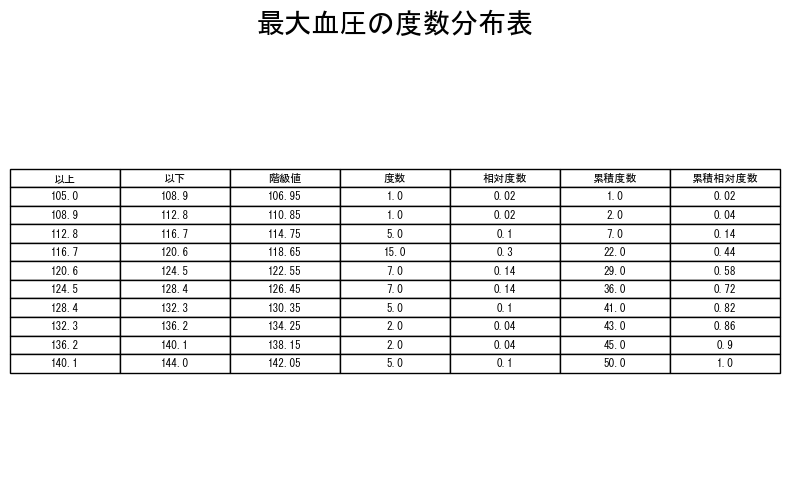 最大血圧の度数分布表
以上 以下 階級値 度数 相対度数 累積度数 累積相対度数
105.0 108.9 106.95 1.0 0.02 1.0 0.02
108.9 112.8 110.85 1.0 0.02 2.0 0.04
112.8 116.7 114.75 5.0 0.1 7.0 0.14
116.7 120.6 118.65 15.0 0.3 22.0 0.44
120.6 124.5 122.55 7.0 0.14 29.0 0.58
124.5 128.4 126.45 7.0 0.14 36.0 0.72
128.4 132.3 130.35 5.0 0.1 41.0 0.82
132.3 136.2 134.25 2.0 0.04 43.0 0.86
136.2 140.1 138.15 2.0 0.04 45.0 0.9
140.1 144.0 142.05 5.0 0.1 50.0 1.0